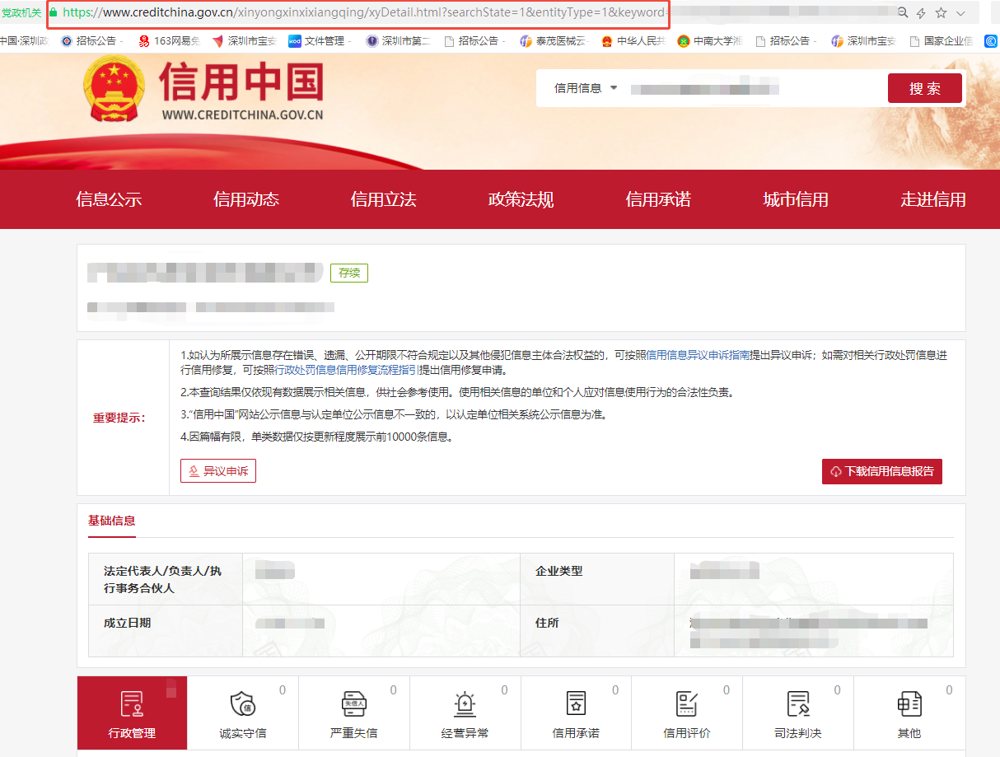 党政机关 https://www.creditchina.gov.cn/xinyongxinxixiangqing/xyDetail.html?searchState=1&entityType=1&keyword=
中国·深圳政 招标公告 - 163网易免 深圳市宝安 文件管理 - 深圳市第二 招标公告 - 泰茂医械云 中华人民共 中南大学湘 招标公告 - 深圳市宝安 国家企业信
信用中国
WWW.CREDITCHINA.GOV.CN
信用信息
搜索
信息公示 信用动态 信用立法 政策法规 信用承诺 城市信用 走进信用
存续
重要提示：
1.如认为所展示信息存在错误、遗漏、公开期限不符合规定以及其他侵犯信息主体合法权益的，可按照信用信息异议申诉指南提出异议申诉；如需对相关行政处罚信息进
行信用修复，可按照行政处罚信息信用修复流程指引提出信用修复申请。
2.本查询结果仅依现有数据展示相关信息，供社会参考使用。使用相关信息的单位和个人应对信息使用行为的合法性负责。
3.“信用中国”网站公示信息与认定单位公示信息不一致的，以认定单位相关系统公示信息为准。
4.因篇幅有限，单类数据仅按更新程度展示前10000条信息。
异议申诉 下载信用信息报告
基础信息
法定代表人/负责人/执
行事务合伙人
企业类型
成立日期 住所
0 0 0 0 0 0 0
失信人
信
行政管理 诚实守信 严重失信 经营异常 信用承诺 信用评价 司法判决 其他